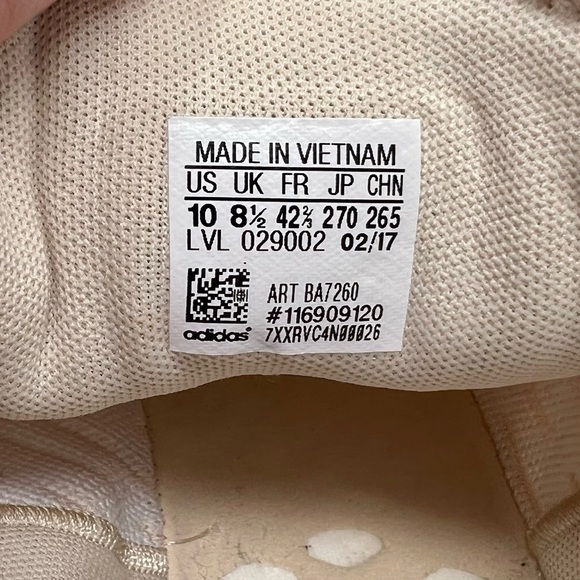 MADE IN VIETNAM
US UK FR JP CHN
10 8½ 42⅔ 270 265
LVL 029002 02/17
ART BA7260
#116909120
adidas® 7XXRVC4N00026